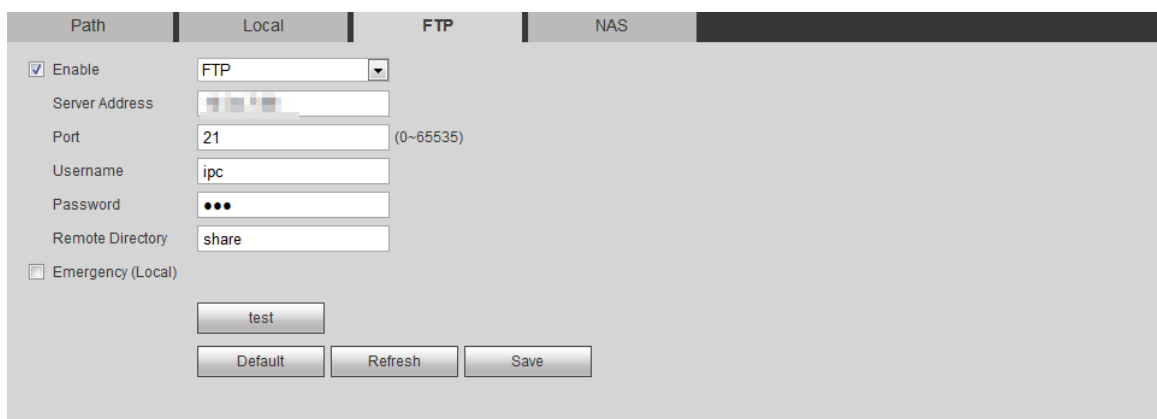 Path Local FTP NAS
Enable FTP
Server Address
Port 21 (0~65535)
Username ipc
Password ●●●
Remote Directory share
Emergency (Local)
test
Default Refresh Save